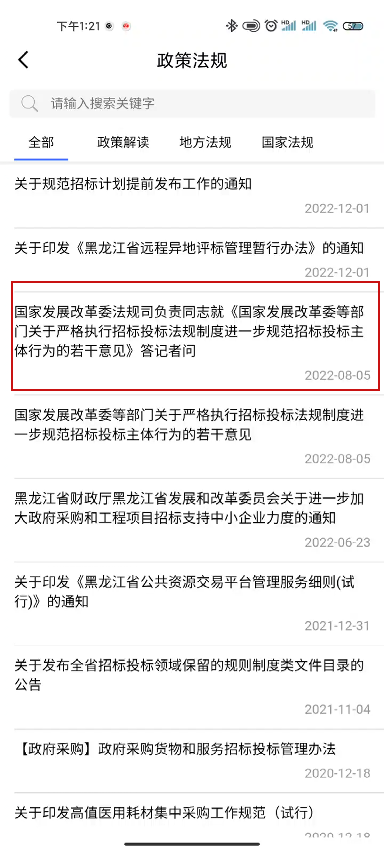 下午1:21
政策法规
请输入搜索关键字
全部 政策解读 地方法规 国家法规
关于规范招标计划提前发布工作的通知
2022-12-01
关于印发《黑龙江省远程异地评标管理暂行办法》的通知
2022-12-01
国家发展改革委法规司负责同志就《国家发展改革委等部
门关于严格执行招标投标法规制度进一步规范招标投标主
体行为的若干意见》答记者问
2022-08-05
国家发展改革委等部门关于严格执行招标投标法规制度进
一步规范招标投标主体行为的若干意见
2022-08-05
黑龙江省财政厅黑龙江省发展和改革委员会关于进一步加
大政府采购和工程项目招标支持中小企业力度的通知
2022-06-23
关于印发《黑龙江省公共资源交易平台管理服务细则(试
行)》的通知
2021-12-31
关于发布全省招标投标领域保留的规则制度类文件目录的
公告
2021-11-04
【政府采购】政府采购货物和服务招标投标管理办法
2020-12-18
关于印发高值医用耗材集中采购工作规范（试行）
2020-12-18